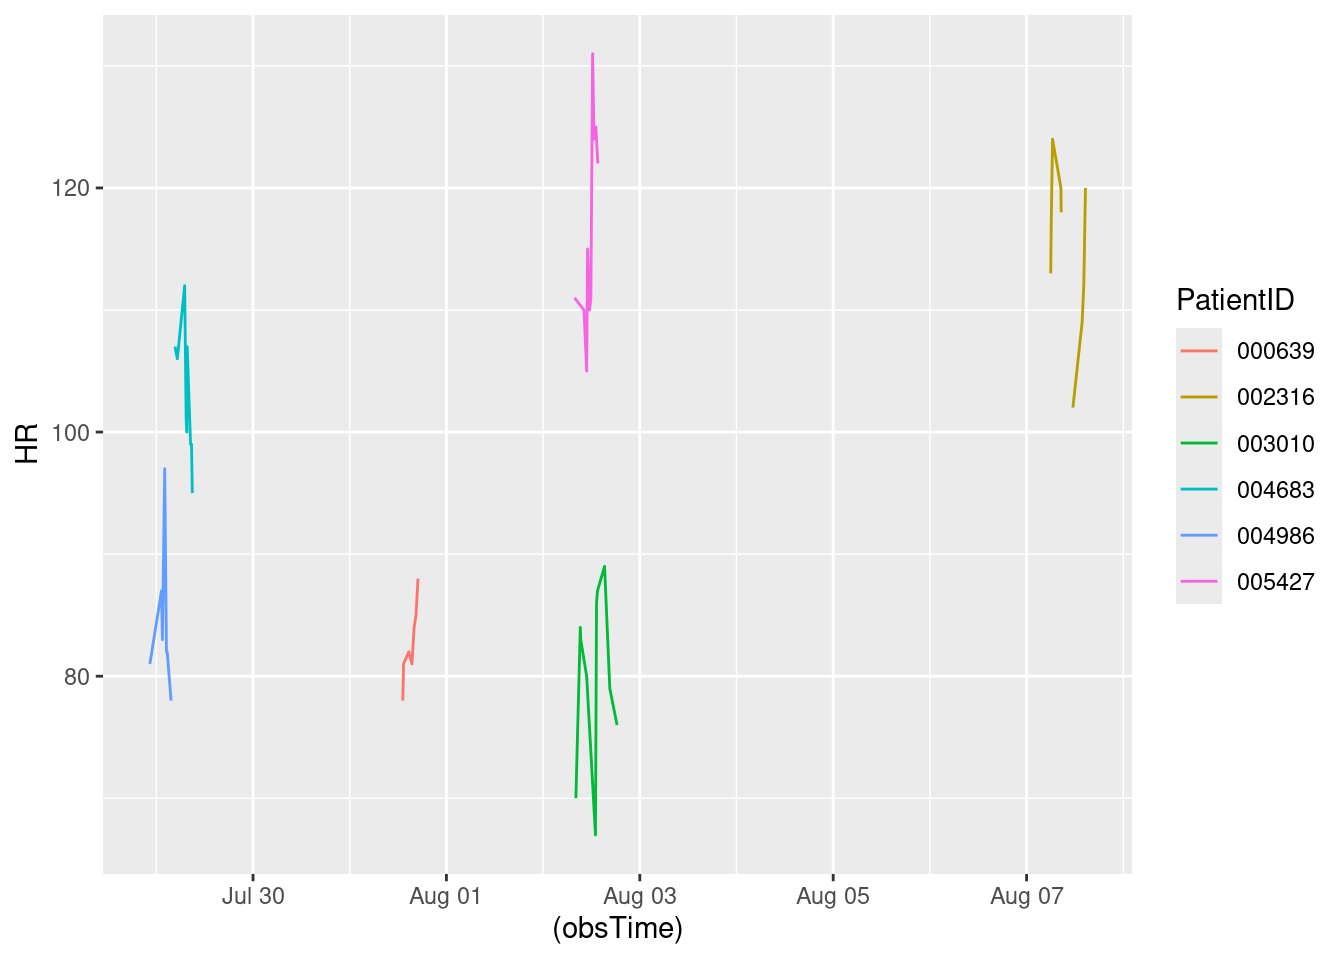 HR
120
100
80
Jul 30
Aug 01
Aug 03
Aug 05
Aug 07
(obsTime)
PatientID
000639
002316
003010
004683
004986
005427